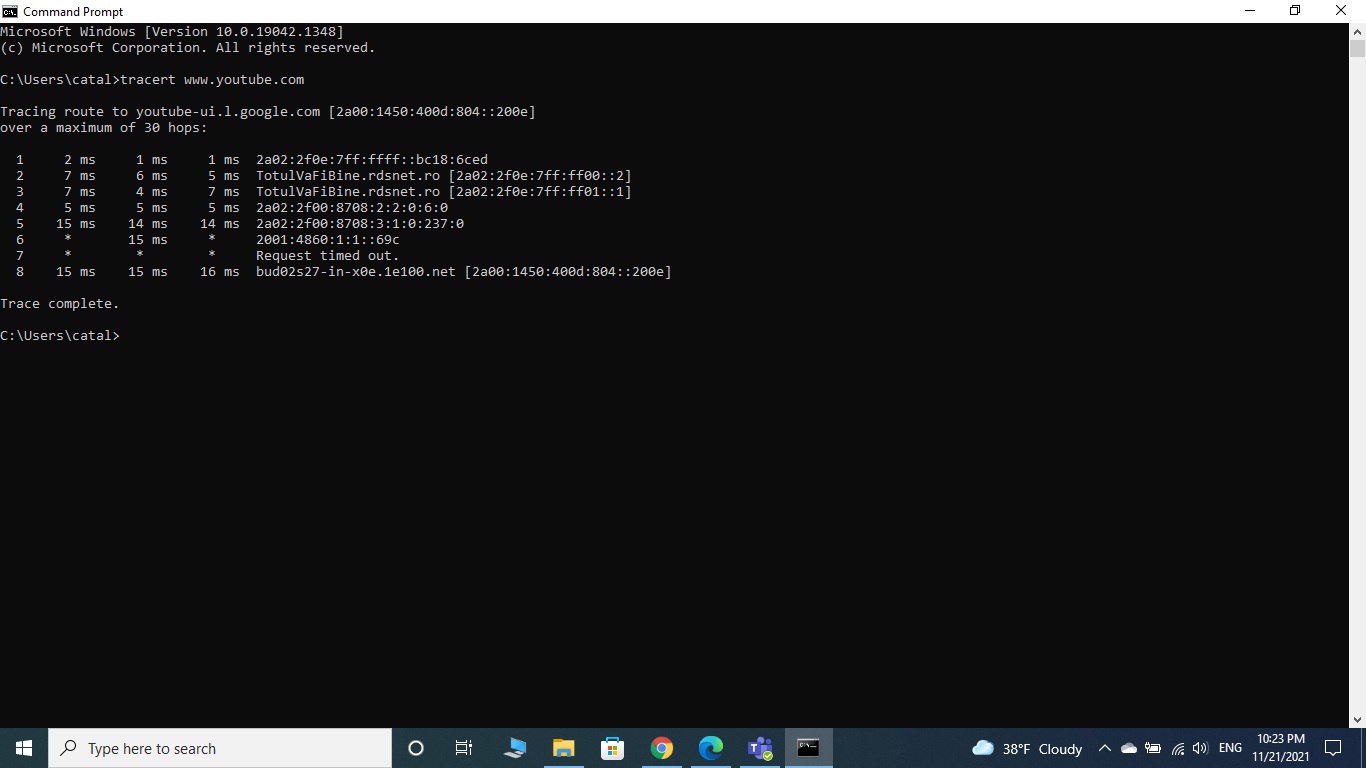 Command Prompt
Microsoft Windows [Version 10.0.19042.1348]
(c) Microsoft Corporation. All rights reserved.
C:\Users\catal>tracert www.youtube.com
Tracing route to youtube-ui.l.google.com [2a00:1450:400d:804::200e]
over a maximum of 30 hops:
1 2 ms 1 ms 1 ms 2a02:2f0e:7ff:ffff::bc18:6ced
2 7 ms 6 ms 5 ms TotulVaFiBine.rdsnet.ro [2a02:2f0e:7ff:ff00::2]
3 7 ms 4 ms 7 ms TotulVaFiBine.rdsnet.ro [2a02:2f0e:7ff:ff01::1]
4 5 ms 5 ms 5 ms 2a02:2f00:8708:2:2:0:6:0
5 15 ms 14 ms 14 ms 2a02:2f00:8708:3:1:0:237:0
6 * 15 ms * 2001:4860:1:1::69c
7 * * * Request timed out.
8 15 ms 15 ms 16 ms bud02s27-in-x0e.1e100.net [2a00:1450:400d:804::200e]
Trace complete.
C:\Users\catal>
Type here to search
38°F Cloudy
ENG
10:23 PM
11/21/2021